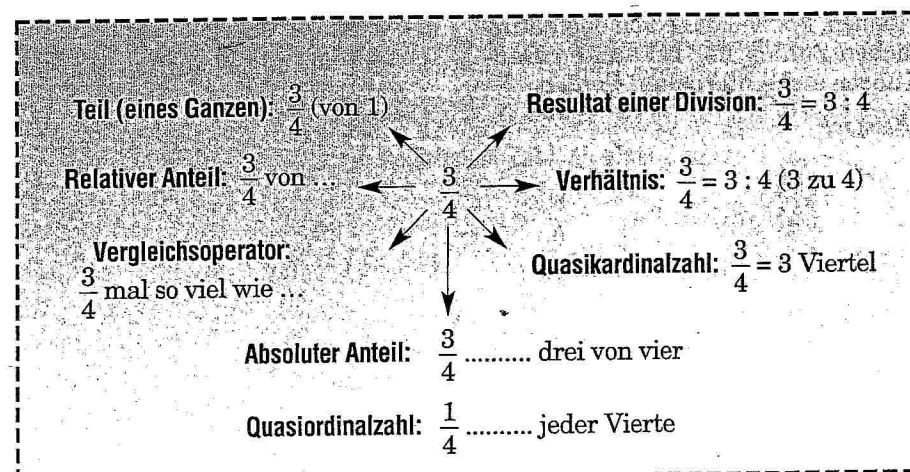 Teil (eines Ganzen): 3/4 (von 1)
Resultat einer Division: 3/4 = 3 : 4
Relativer Anteil: 3/4 von ...
3/4
Verhältnis: 3/4 = 3 : 4 (3 zu 4)
Vergleichsoperator:
3/4 mal so viel wie ...
Quasikardinalzahl: 3/4 = 3 Viertel
Absoluter Anteil: 3/4 .......... drei von vier
Quasiordinalzahl: 1/4 .......... jeder Vierte